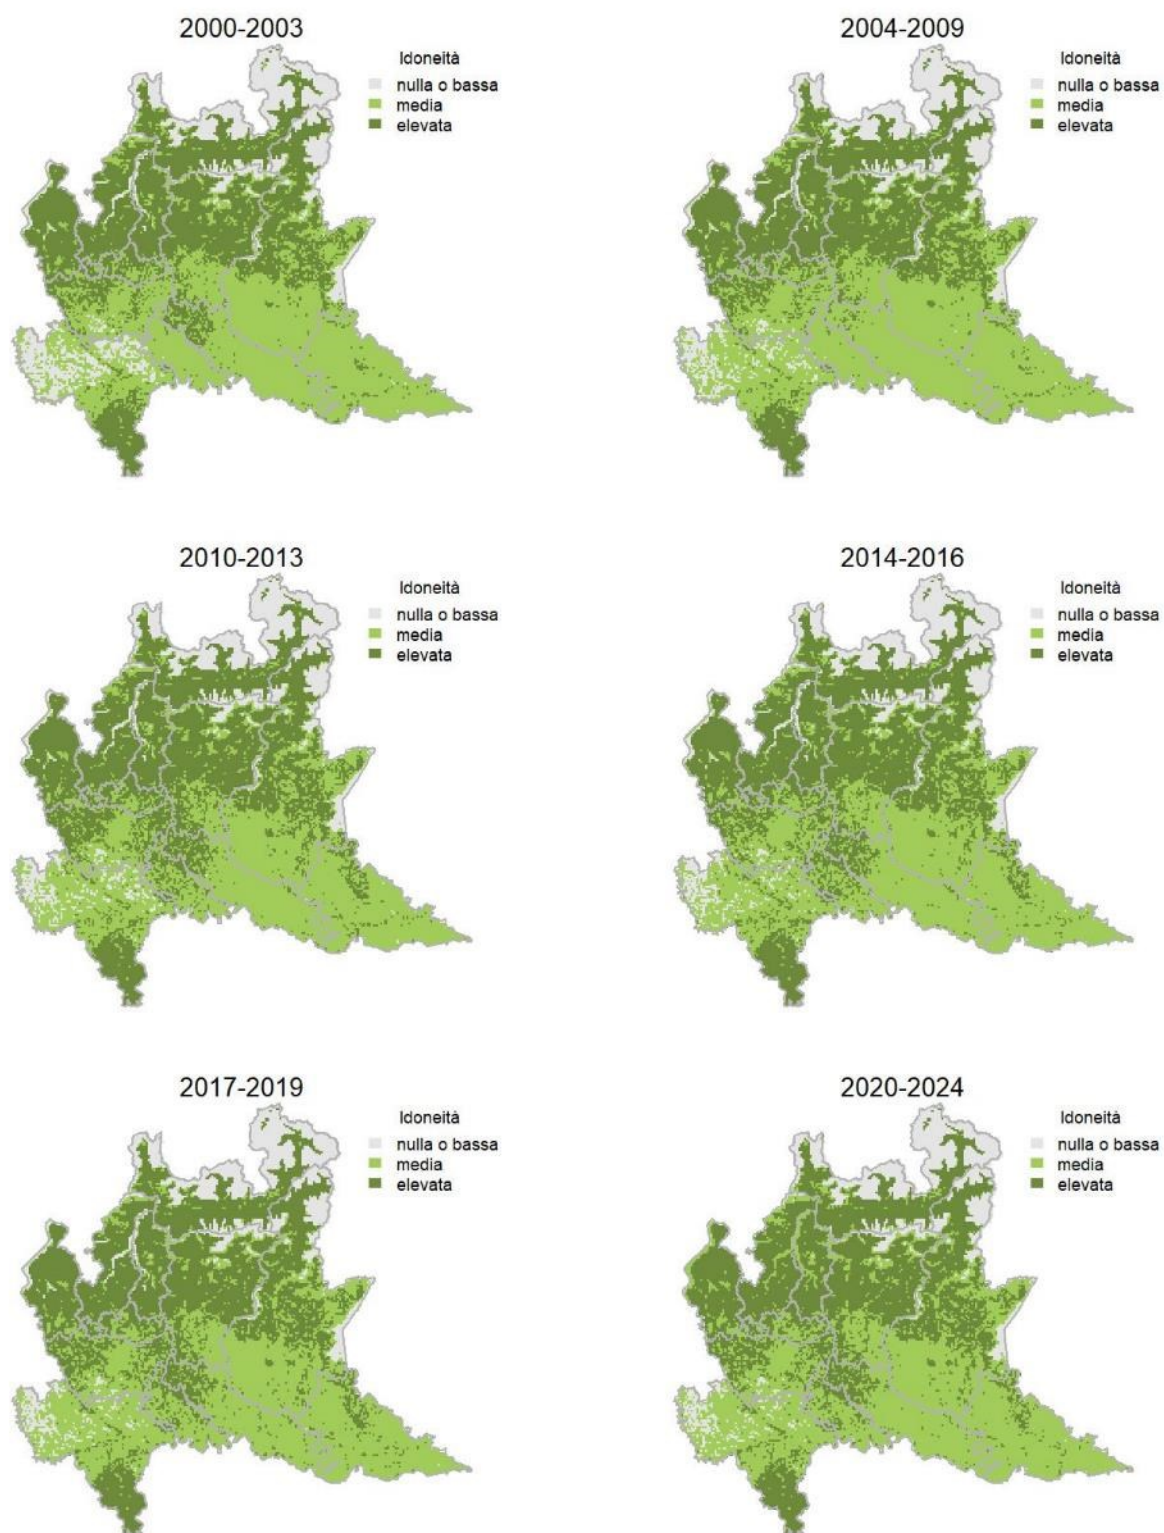 2000-2003
Idoneità
nulla o bassa
media
elevata
2004-2009
Idoneità
nulla o bassa
media
elevata
2010-2013
Idoneità
nulla o bassa
media
elevata
2014-2016
Idoneità
nulla o bassa
media
elevata
2017-2019
Idoneità
nulla o bassa
media
elevata
2020-2024
Idoneità
nulla o bassa
media
elevata